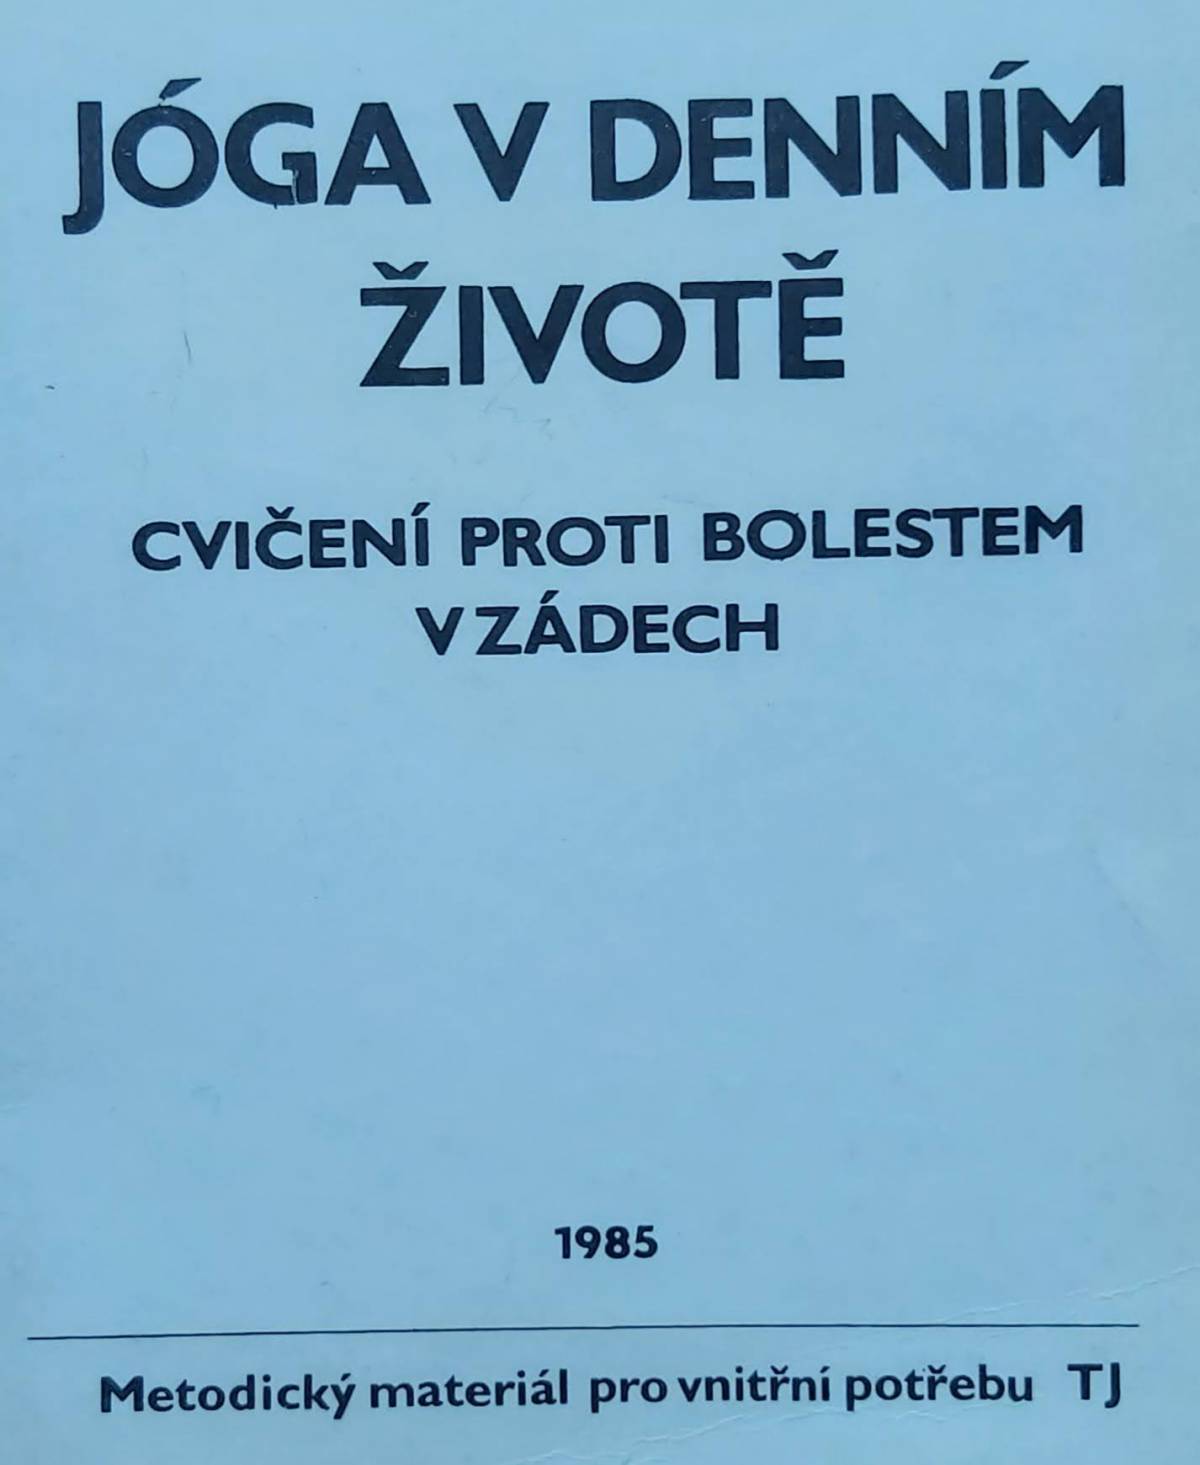 JÓGA V DENNÍM
ŽIVOTĚ
CVIČENÍ PROTI BOLESTEM
V ZÁDECH
1985
Metodický materiál pro vnitřní potřebu TJ